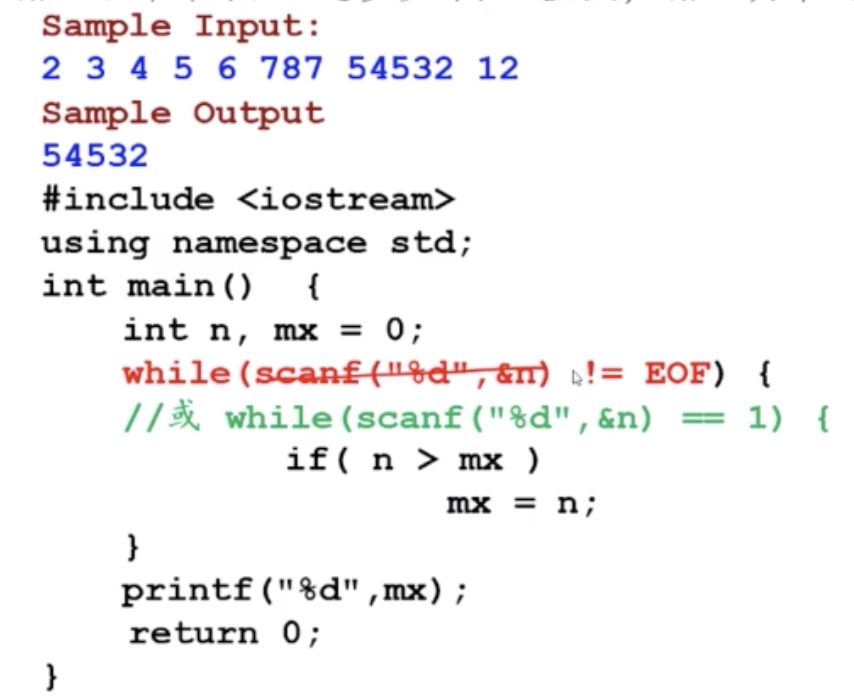 Sample Input:
2 3 4 5 6 787 54532 12
Sample Output
54532
#include <iostream>
using namespace std;
int main() {
    int n, mx = 0;
    while(scanf("%d",&n) != EOF) {
    //或 while(scanf("%d",&n) == 1) {
        if( n > mx )
            mx = n;
    }
    printf("%d",mx);
    return 0;
}